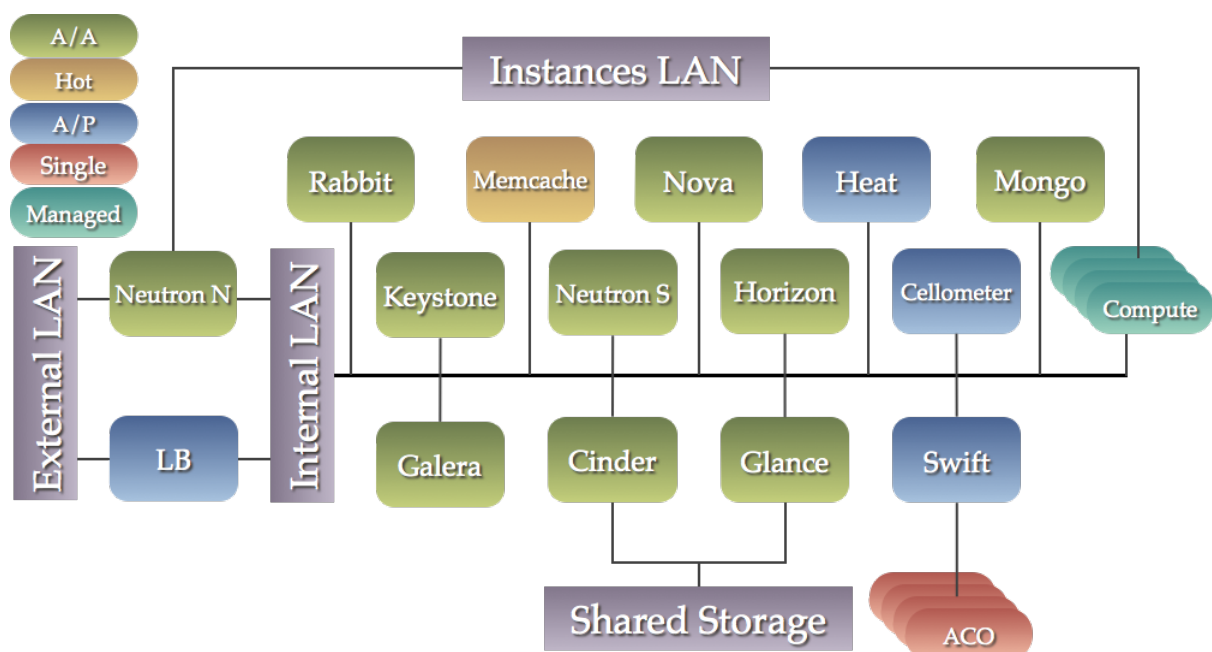 A/A
Hot
A/P
Single
Managed
Instances LAN
Rabbit
Memcache
Nova
Heat
Mongo
External LAN
Neutron N
Internal LAN
Keystone
Neutron S
Horizon
Cellometer
Compute
LB
Galera
Cinder
Glance
Swift
Shared Storage
ACO